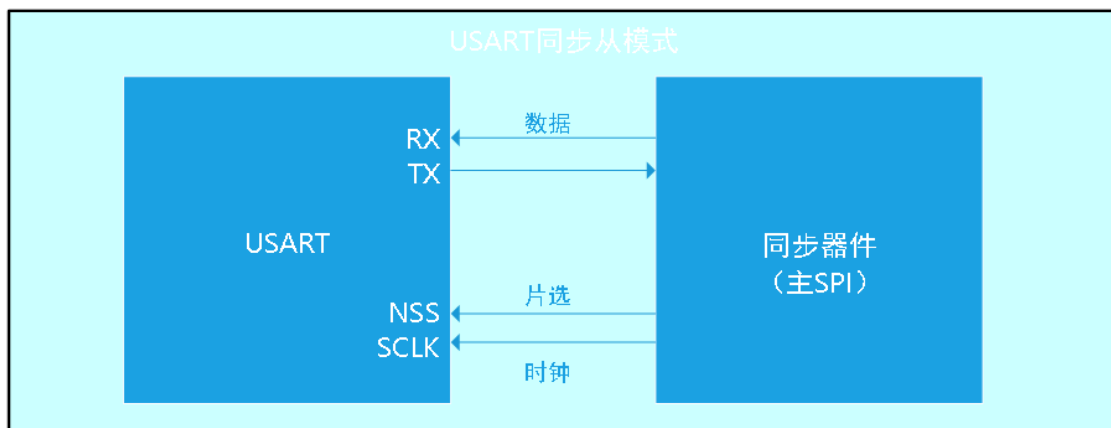 USART同步从模式
RX
数据
TX
USART
同步器件
（主SPI）
NSS
片选
SCLK
时钟